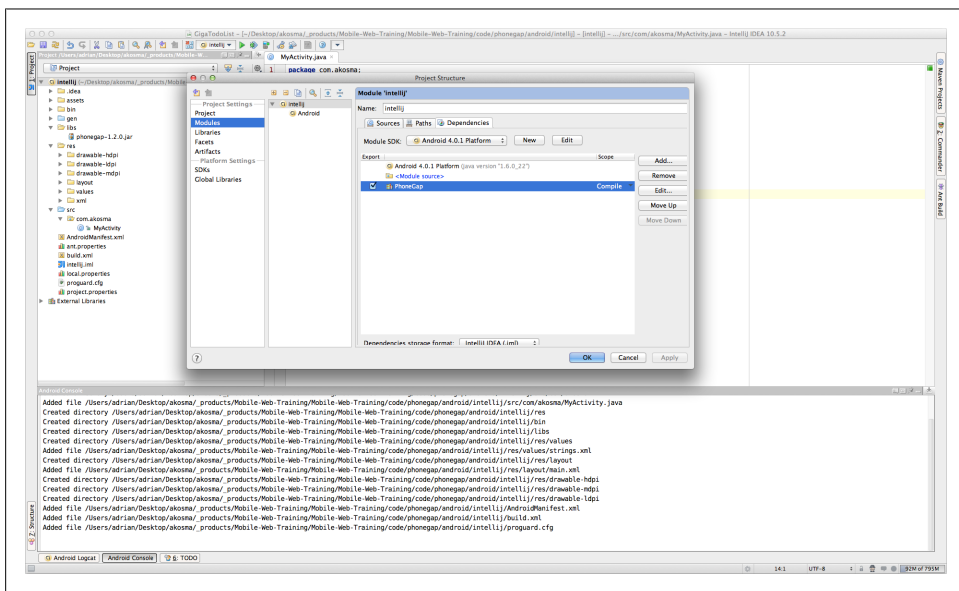 CigaTodoList - [~/Desktop/akosma/_products/Mobile-Web-Training/Mobile-Web-Training/code/phonegap/android/intellij] - [intellij] - .../src/com/akosma/MyActivity.java - IntelliJ IDEA 10.5.2
intellij
MyActivity.java
Project
1 package com.akosma;
intellij (~/Desktop/akosma/_products/Mobile
.idea
assets
bin
gen
libs
phonegap-1.2.0.jar
res
drawable-hdpi
drawable-ldpi
drawable-mdpi
layout
values
xml
src
com.akosma
MyActivity
AndroidManifest.xml
ant.properties
build.xml
intellij.iml
local.properties
proguard.cfg
project.properties
External Libraries
1: Project
Z: Structure
Maven Projects
2: Commander
Ant Build
Project Structure
Project Settings
Project
Modules
Libraries
Facets
Artifacts
Platform Settings
SDKs
Global Libraries
intellij
Android
Module 'intellij'
Name: intellij
Sources Paths Dependencies
Module SDK: Android 4.0.1 Platform New Edit
Export Scope
Android 4.0.1 Platform (java version "1.6.0_22")
<Module source>
PhoneGap Compile
Add...
Remove
Edit...
Move Up
Move Down
Dependencies storage format: IntelliJ IDEA (.iml)
? OK Cancel Apply
Android Console
Added file /Users/adrian/Desktop/akosma/_products/Mobile-Web-Training/Mobile-Web-Training/code/phonegap/android/intellij/src/com/akosma/MyActivity.java
Created directory /Users/adrian/Desktop/akosma/_products/Mobile-Web-Training/Mobile-Web-Training/code/phonegap/android/intellij/res
Created directory /Users/adrian/Desktop/akosma/_products/Mobile-Web-Training/Mobile-Web-Training/code/phonegap/android/intellij/bin
Created directory /Users/adrian/Desktop/akosma/_products/Mobile-Web-Training/Mobile-Web-Training/code/phonegap/android/intellij/libs
Created directory /Users/adrian/Desktop/akosma/_products/Mobile-Web-Training/Mobile-Web-Training/code/phonegap/android/intellij/res/values
Added file /Users/adrian/Desktop/akosma/_products/Mobile-Web-Training/Mobile-Web-Training/code/phonegap/android/intellij/res/values/strings.xml
Created directory /Users/adrian/Desktop/akosma/_products/Mobile-Web-Training/Mobile-Web-Training/code/phonegap/android/intellij/res/layout
Added file /Users/adrian/Desktop/akosma/_products/Mobile-Web-Training/Mobile-Web-Training/code/phonegap/android/intellij/res/layout/main.xml
Created directory /Users/adrian/Desktop/akosma/_products/Mobile-Web-Training/Mobile-Web-Training/code/phonegap/android/intellij/res/drawable-hdpi
Created directory /Users/adrian/Desktop/akosma/_products/Mobile-Web-Training/Mobile-Web-Training/code/phonegap/android/intellij/res/drawable-mdpi
Created directory /Users/adrian/Desktop/akosma/_products/Mobile-Web-Training/Mobile-Web-Training/code/phonegap/android/intellij/res/drawable-ldpi
Added file /Users/adrian/Desktop/akosma/_products/Mobile-Web-Training/Mobile-Web-Training/code/phonegap/android/intellij/AndroidManifest.xml
Added file /Users/adrian/Desktop/akosma/_products/Mobile-Web-Training/Mobile-Web-Training/code/phonegap/android/intellij/build.xml
Added file /Users/adrian/Desktop/akosma/_products/Mobile-Web-Training/Mobile-Web-Training/code/phonegap/android/intellij/proguard.cfg
Android Logcat Android Console 6: TODO
14:1 UTF-8 92M of 795M